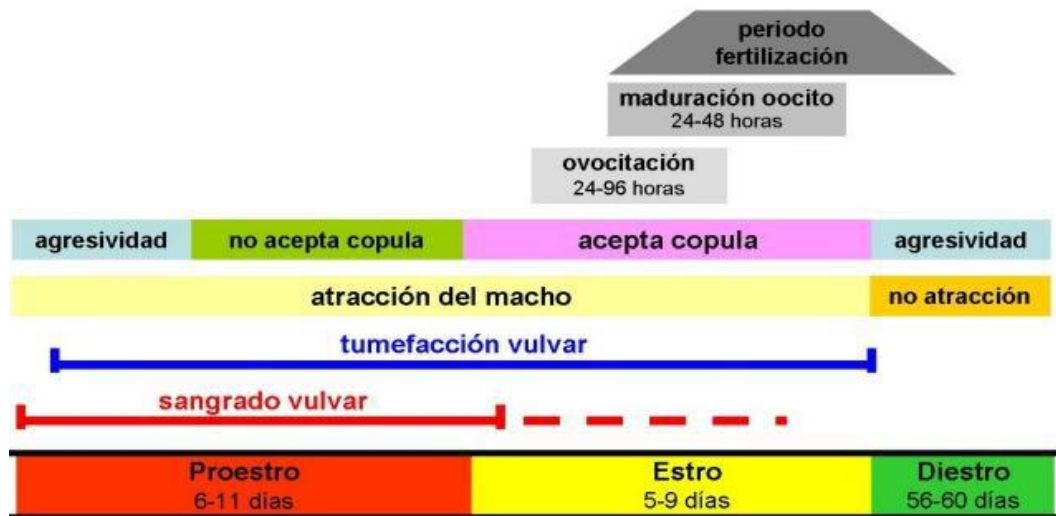 periodo
fertilización
maduración oocito
24-48 horas
ovocitación
24-96 horas
agresividad no acepta copula acepta copula agresividad
atracción del macho no atracción
tumefacción vulvar
sangrado vulvar
Proestro Estro Diestro
6-11 días 5-9 días 56-60 días